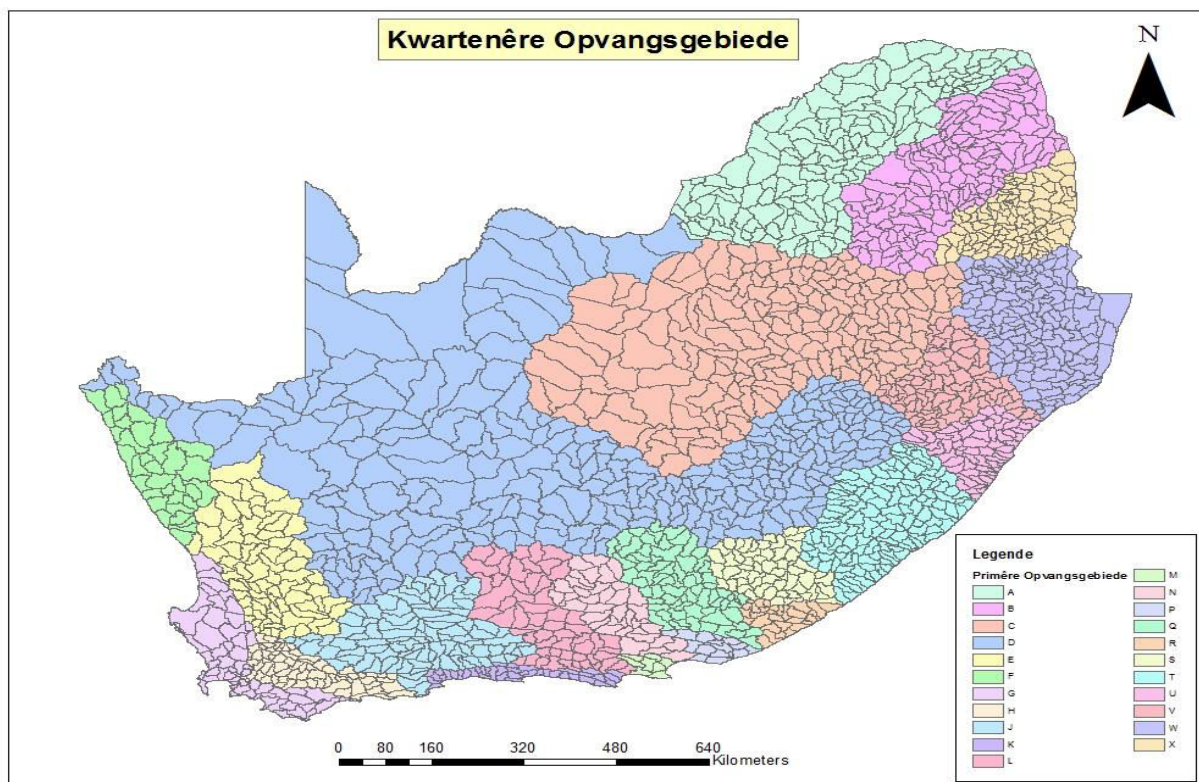 Kwartenêre Opvangsgebiede
N
Legende
Primêre Opvangsgebiede
A
B
C
D
E
F
G
H
J
K
L
M
N
P
Q
R
S
T
U
V
W
X
0 80 160 320 480 640
Kilometers